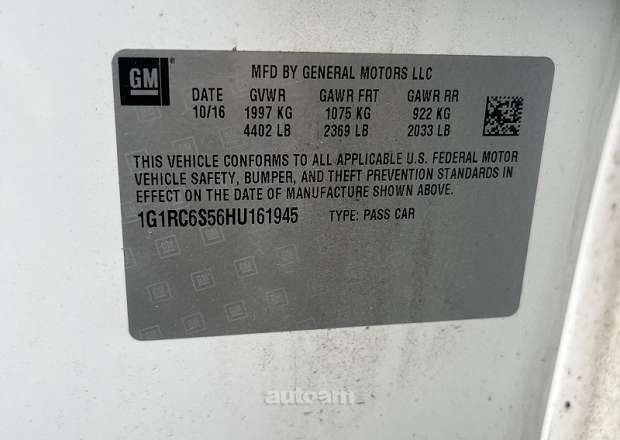 GM
MFD BY GENERAL MOTORS LLC
DATE GVWR GAWR FRT GAWR RR
10/16 1997 KG 1075 KG 922 KG
4402 LB 2369 LB 2033 LB
THIS VEHICLE CONFORMS TO ALL APPLICABLE U.S. FEDERAL MOTOR
VEHICLE SAFETY, BUMPER, AND THEFT PREVENTION STANDARDS IN
EFFECT ON THE DATE OF MANUFACTURE SHOWN ABOVE.
1G1RC6S56HU161945 TYPE: PASS CAR
autoam